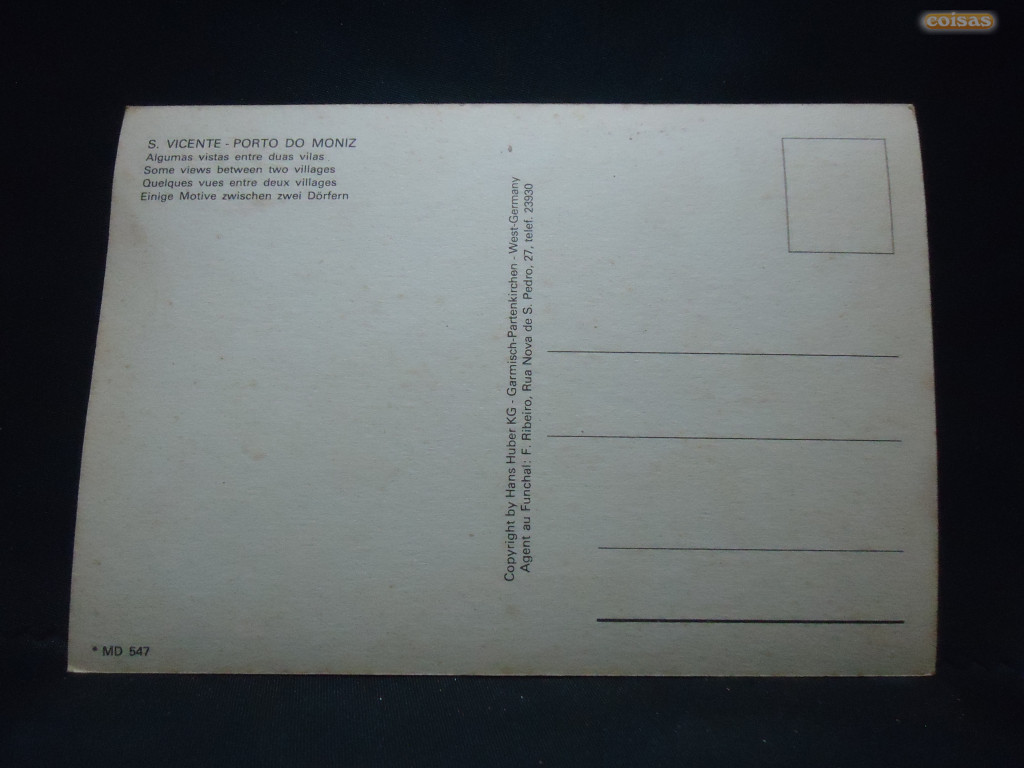 coisas
S. VICENTE - PORTO DO MONIZ
Algumas vistas entre duas vilas
Some views between two villages
Quelques vues entre deux villages
Einige Motive zwischen zwei Dörfern
Copyright by Hans Huber KG - Garmisch-Partenkirchen - West-Germany
Agent au Funchal: F. Ribeiro, Rua Nova de S. Pedro, 27, telef. 23930
* MD 547